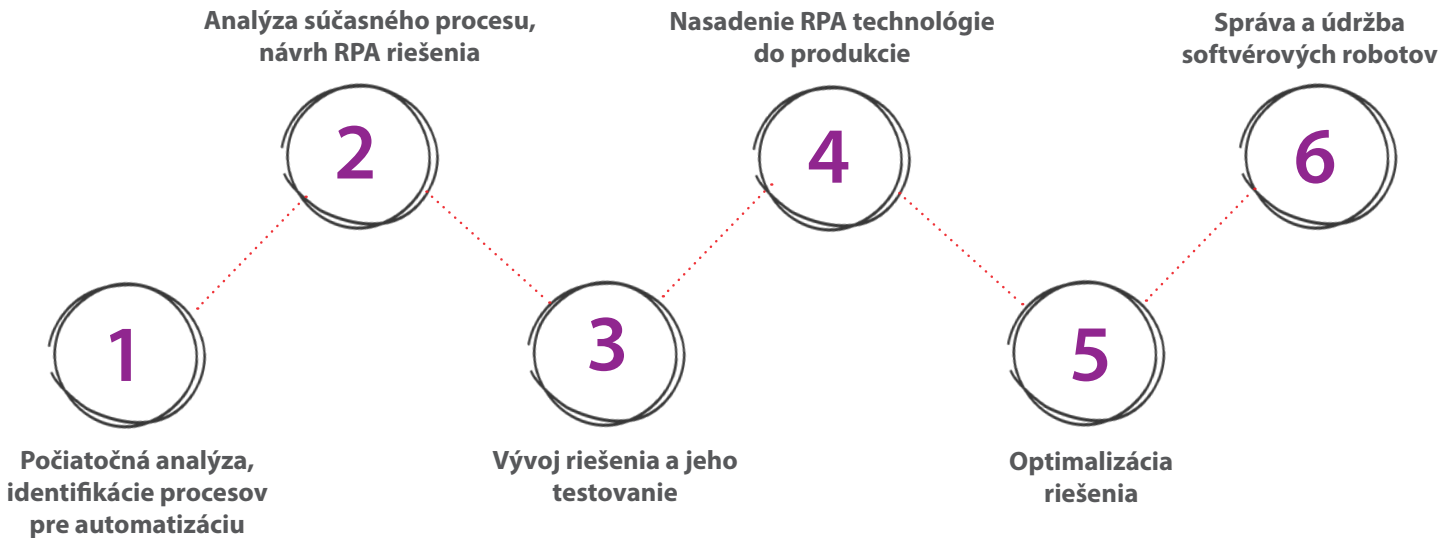 1
Počiatočná analýza,
identifikácie procesov
pre automatizáciu
Analýza súčasného procesu,
návrh RPA riešenia
2
3
Vývoj riešenia a jeho
testovanie
Nasadenie RPA technológie
do produkcie
4
5
Optimalizácia
riešenia
Správa a údržba
softvérových robotov
6